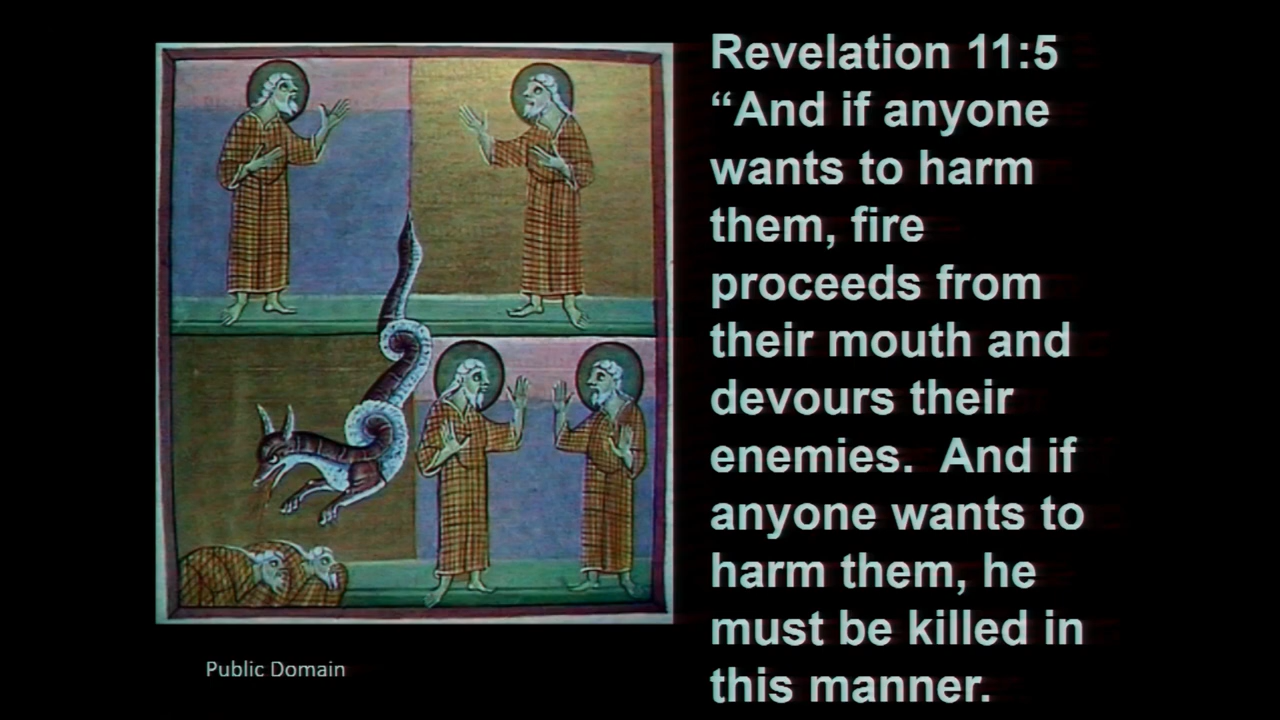 Revelation 11:5
“And if anyone
wants to harm
them, fire
proceeds from
their mouth and
devours their
enemies.  And if
anyone wants to
harm them, he
must be killed in
this manner.
Public Domain